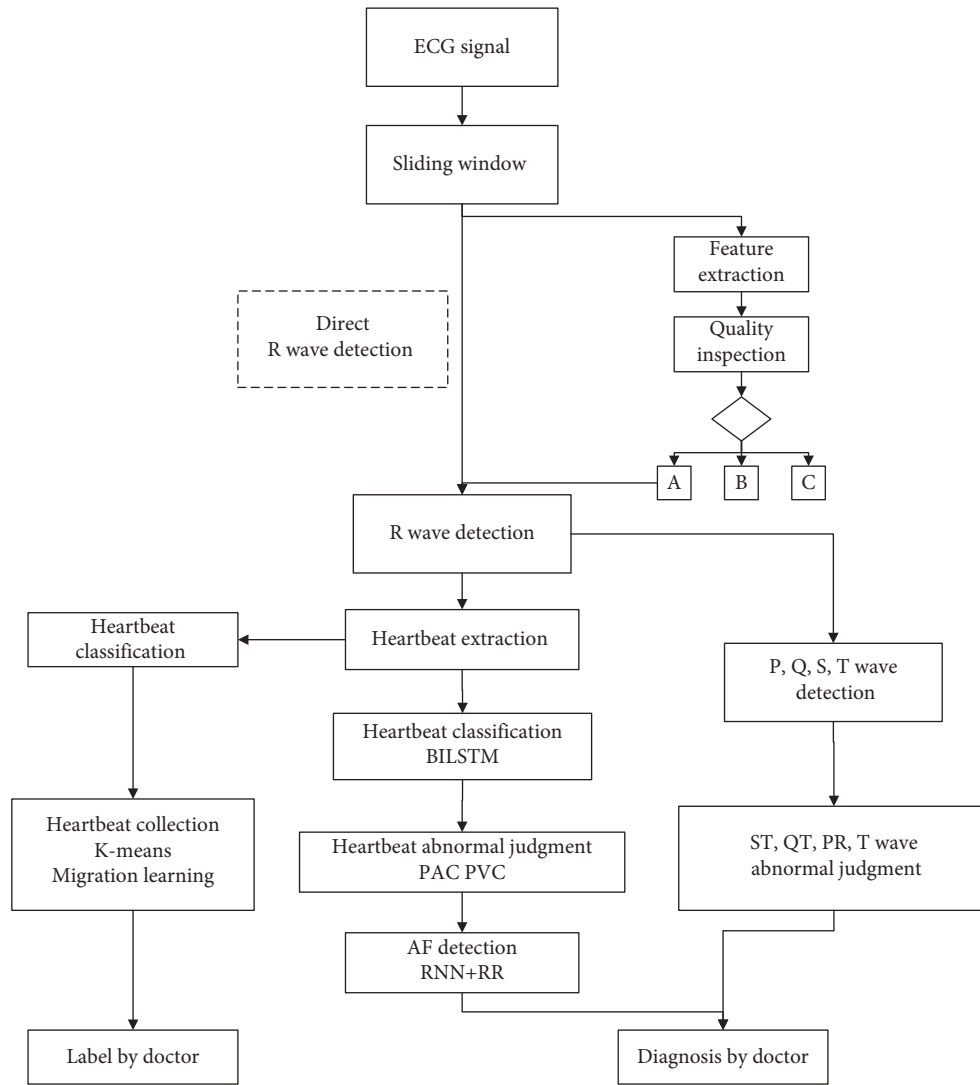 ECG signal
Sliding window
Feature
extraction
Direct
R wave detection
Quality
inspection
A
B
C
R wave detection
Heartbeat
classification
Heartbeat extraction
P, Q, S, T wave
detection
Heartbeat classification
BILSTM
Heartbeat collection
K-means
Migration learning
Heartbeat abnormal judgment
PAC PVC
ST, QT, PR, T wave
abnormal judgment
AF detection
RNN+RR
Label by doctor
Diagnosis by doctor